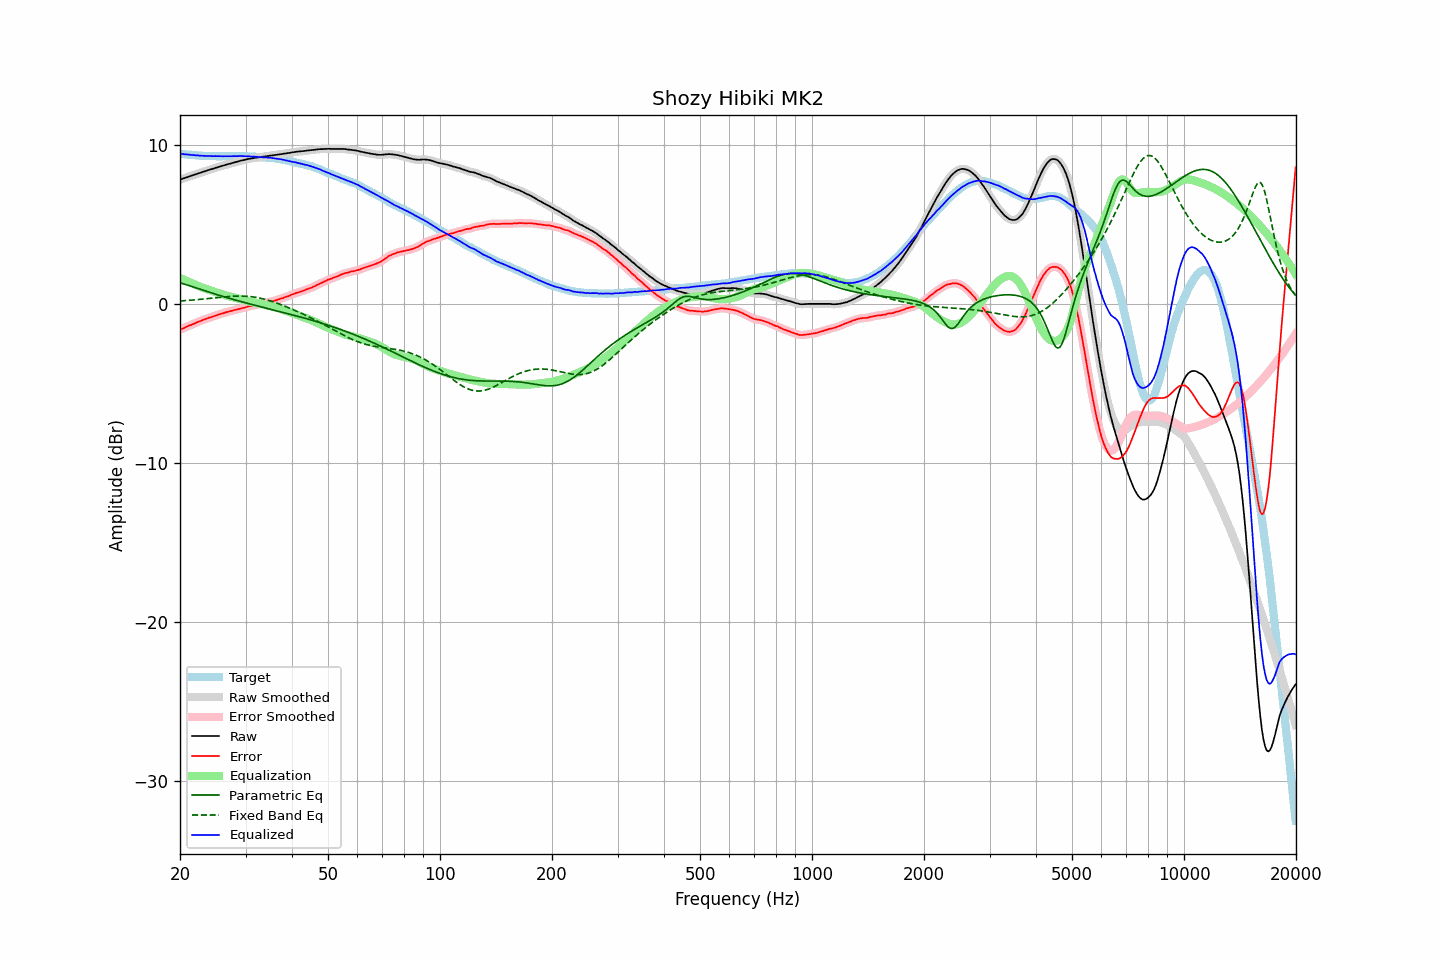 Shozy Hibiki MK2
10
0
−10
−20
−30
Amplitude (dBr)
Target
Raw Smoothed
Error Smoothed
Raw
Error
Equalization
Parametric Eq
Fixed Band Eq
Equalized
20 50 100 200 500 1000 2000 5000 10000 20000
Frequency (Hz)